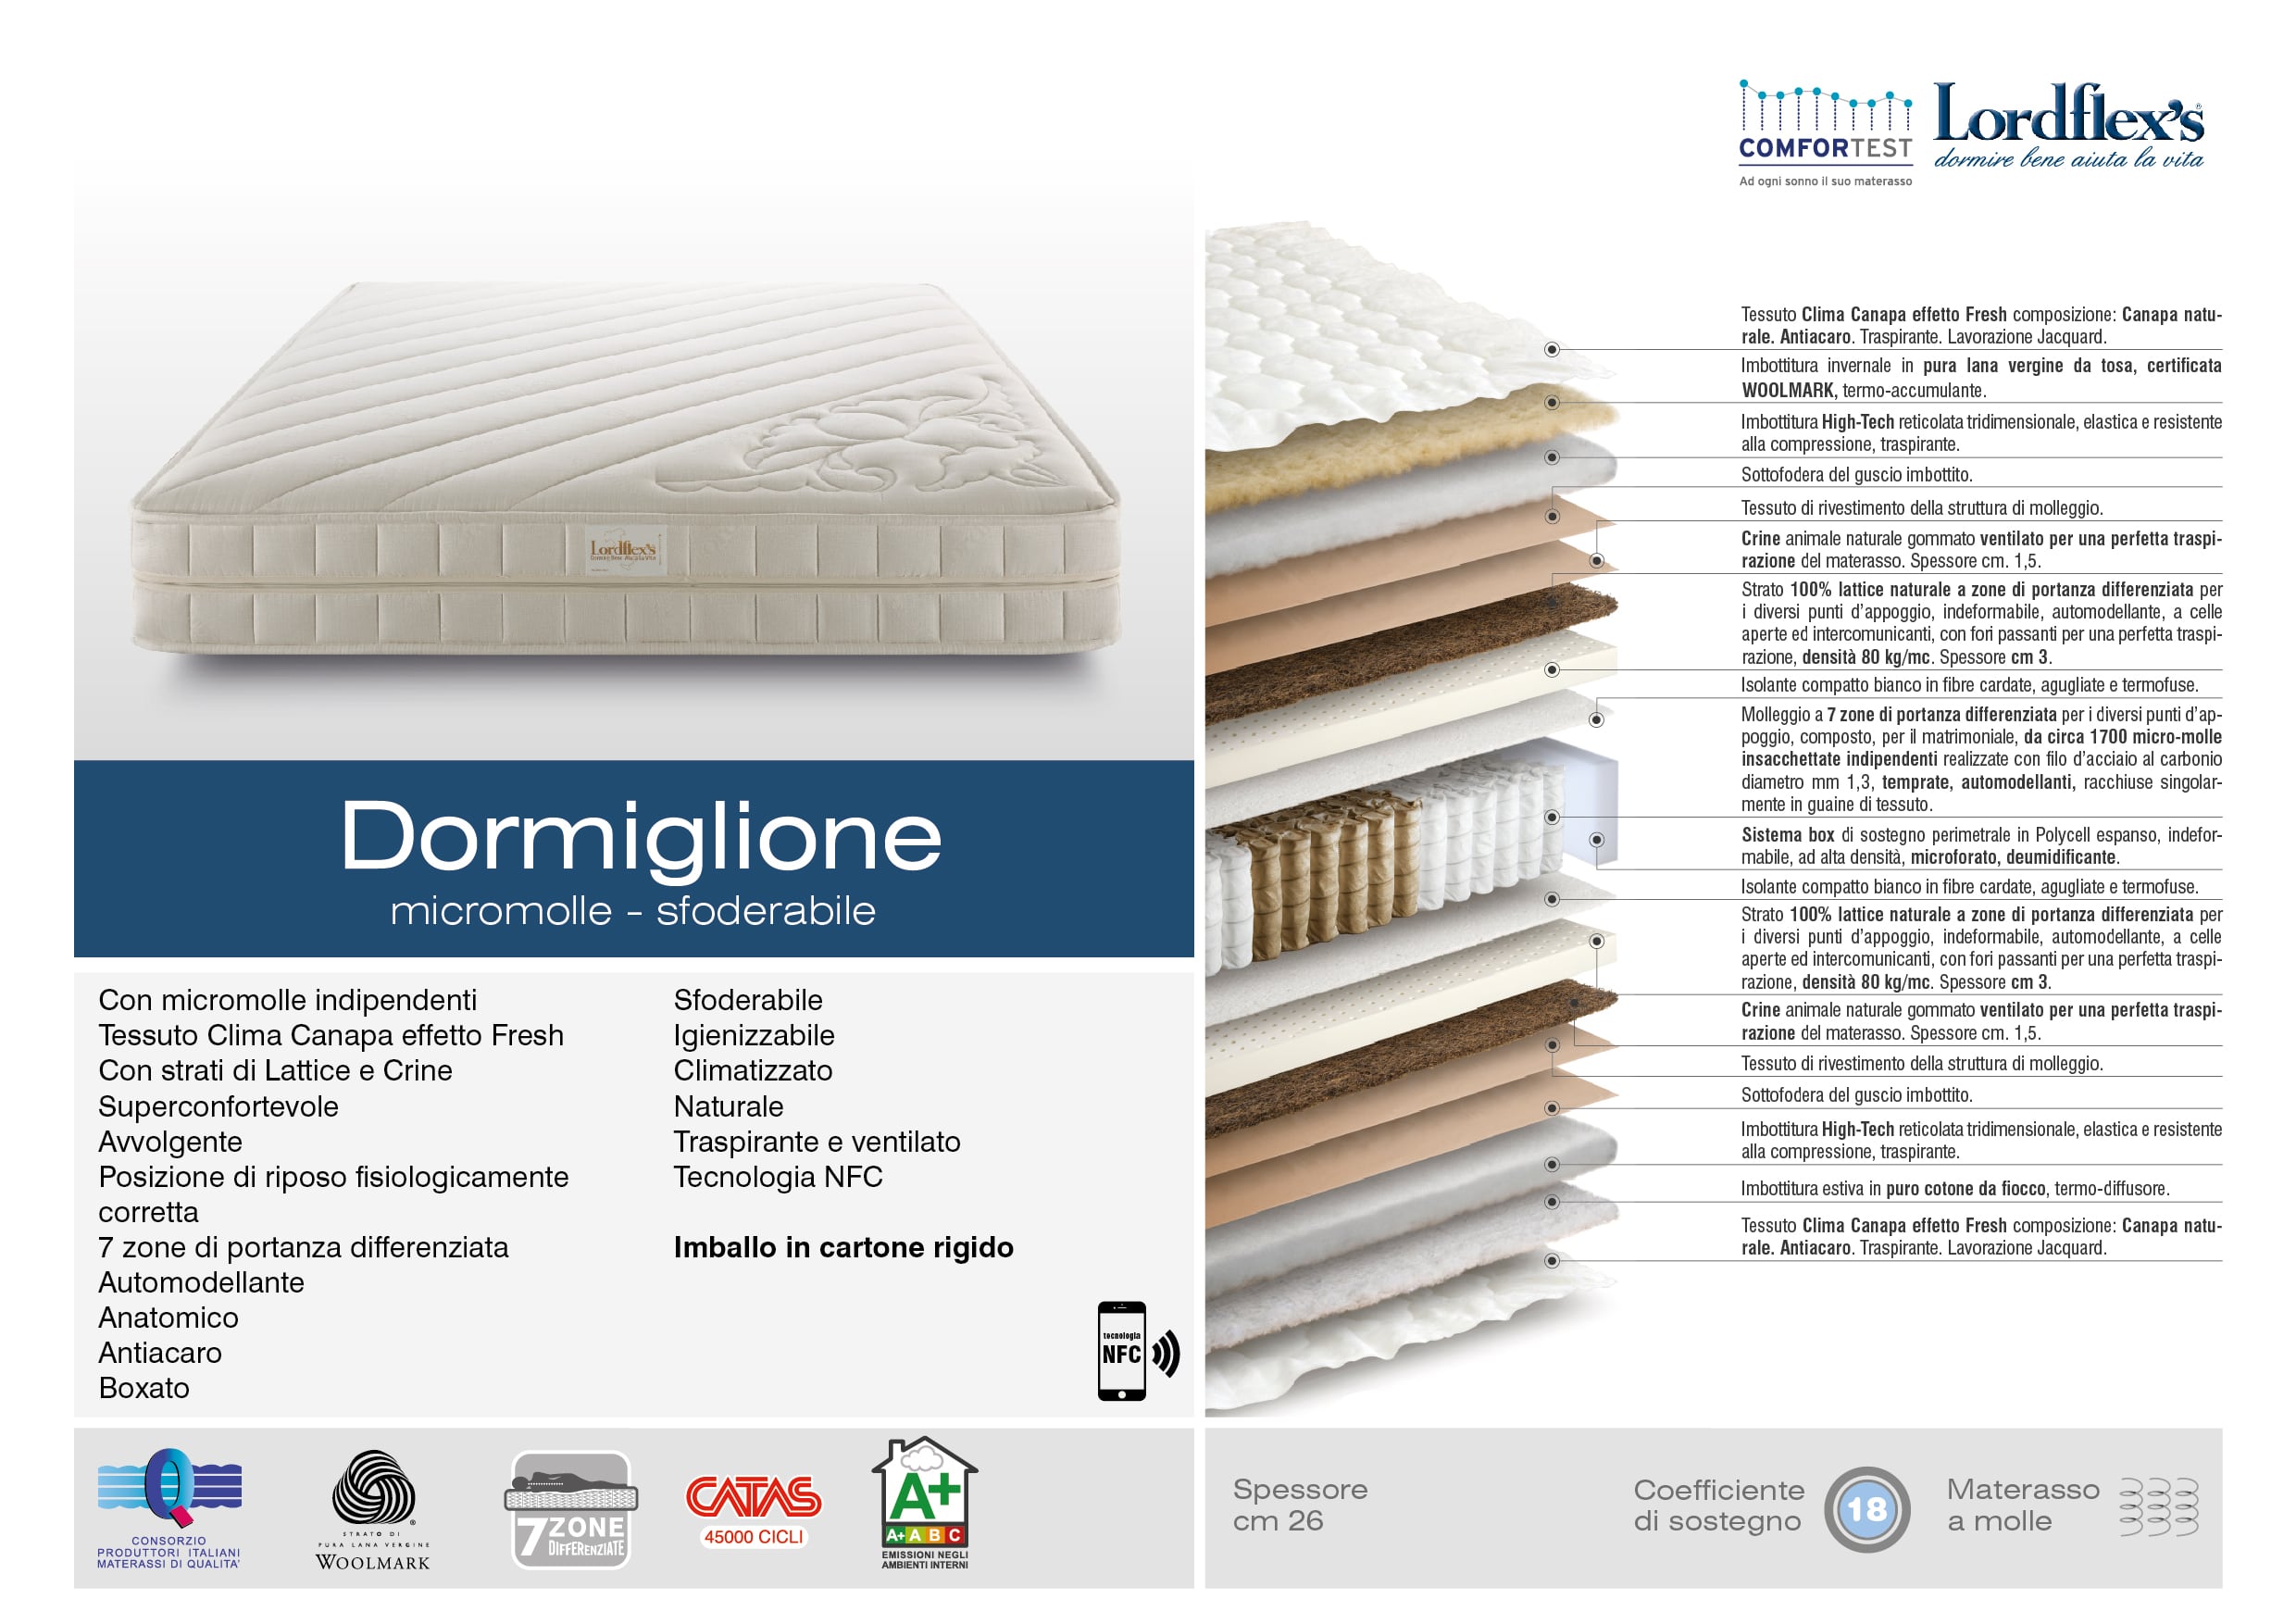 COMFORTEST
Ad ogni sonno il suo materasso
Lordflex's
dormire bene aiuta la vita
Lordflex's
Dormiglione
micromolle - sfoderabile
Con micromolle indipendenti
Tessuto Clima Canapa effetto Fresh
Con strati di Lattice e Crine
Superconfortevole
Avvolgente
Posizione di riposo fisiologicamente
corretta
7 zone di portanza differenziata
Automodellante
Anatomico
Antiacaro
Boxato
Sfoderabile
Igienizzabile
Climatizzato
Naturale
Traspirante e ventilato
Tecnologia NFC
Imballo in cartone rigido
tecnologia
NFC
Tessuto Clima Canapa effetto Fresh composizione: Canapa natu-
rale. Antiacaro. Traspirante. Lavorazione Jacquard.
Imbottitura invernale in pura lana vergine da tosa, certificata
WOOLMARK, termo-accumulante.
Imbottitura High-Tech reticolata tridimensionale, elastica e resistente
alla compressione, traspirante.
Sottofodera del guscio imbottito.
Tessuto di rivestimento della struttura di molleggio.
Crine animale naturale gommato ventilato per una perfetta traspi-
razione del materasso. Spessore cm. 1,5.
Strato 100% lattice naturale a zone di portanza differenziata per
i diversi punti d'appoggio, indeformabile, automodellante, a celle
aperte ed intercomunicanti, con fori passanti per una perfetta traspi-
razione, densità 80 kg/mc. Spessore cm 3.
Isolante compatto bianco in fibre cardate, agugliate e termofuse.
Molleggio a 7 zone di portanza differenziata per i diversi punti d'ap-
poggio, composto, per il matrimoniale, da circa 1700 micro-molle
insacchettate indipendenti realizzate con filo d'acciaio al carbonio
diametro mm 1,3, temprate, automodellanti, racchiuse singolar-
mente in guaine di tessuto.
Sistema box di sostegno perimetrale in Polycell espanso, indefor-
mabile, ad alta densità, microforato, deumidificante.
Isolante compatto bianco in fibre cardate, agugliate e termofuse.
Strato 100% lattice naturale a zone di portanza differenziata per
i diversi punti d'appoggio, indeformabile, automodellante, a celle
aperte ed intercomunicanti, con fori passanti per una perfetta traspi-
razione, densità 80 kg/mc. Spessore cm 3.
Crine animale naturale gommato ventilato per una perfetta traspi-
razione del materasso. Spessore cm. 1,5.
Tessuto di rivestimento della struttura di molleggio.
Sottofodera del guscio imbottito.
Imbottitura High-Tech reticolata tridimensionale, elastica e resistente
alla compressione, traspirante.
Imbottitura estiva in puro cotone da fiocco, termo-diffusore.
Tessuto Clima Canapa effetto Fresh composizione: Canapa natu-
rale. Antiacaro. Traspirante. Lavorazione Jacquard.
CONSORZIO
PRODUTTORI ITALIANI
MATERASSI DI QUALITA'
STRATO DI
PURA LANA VERGINE
WOOLMARK
7 ZONE
DIFFERENZIATE
CATAS
45000 CICLI
A+
A+ A B C
EMISSIONI NEGLI
AMBIENTI INTERNI
Spessore
cm 26
Coefficiente
di sostegno
18
Materasso
a molle